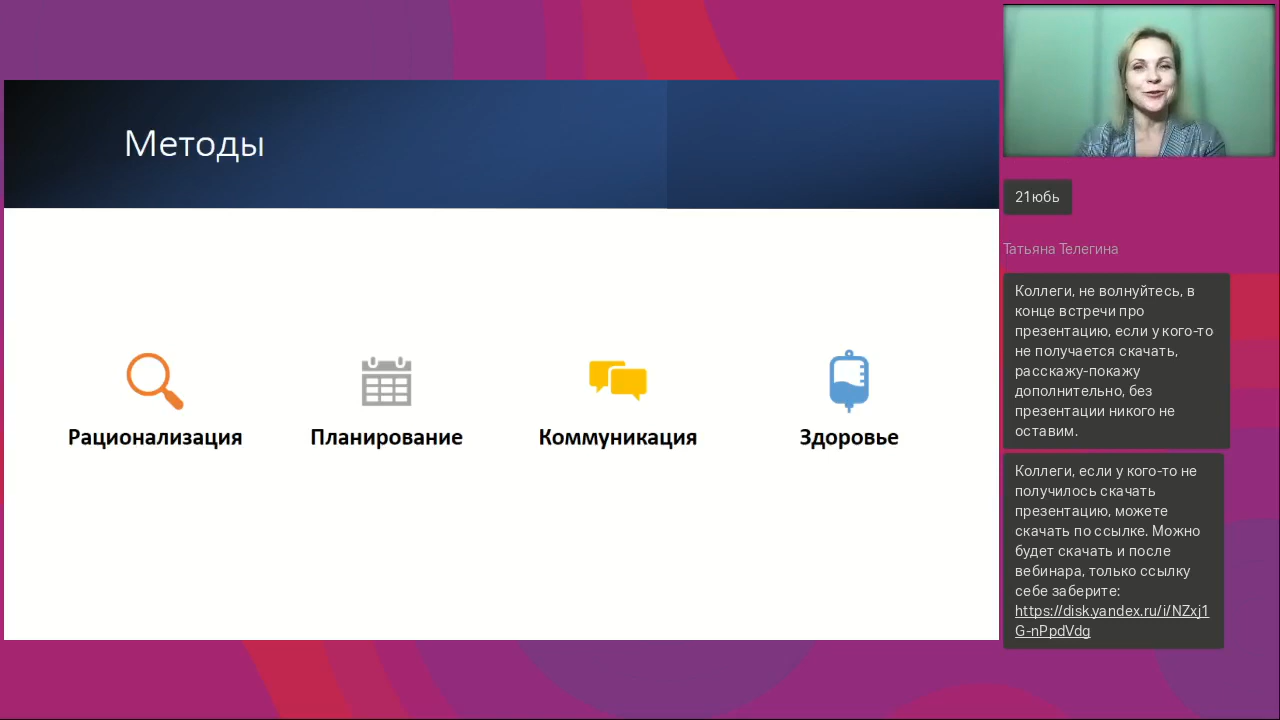 Методы
Рационализация
Планирование
Коммуникация
Здоровье
21юбь
Татьяна Телегина
Коллеги, не волнуйтесь, в
конце встречи про
презентацию, если у кого-то
не получается скачать,
расскажу-покажу
дополнительно, без
презентации никого не
оставим.
Коллеги, если у кого-то не
получилось скачать
презентацию, можете
скачать по ссылке. Можно
будет скачать и после
вебинара, только ссылку
себе заберите:
https://disk.yandex.ru/i/NZxj1
G-nPpdVdg